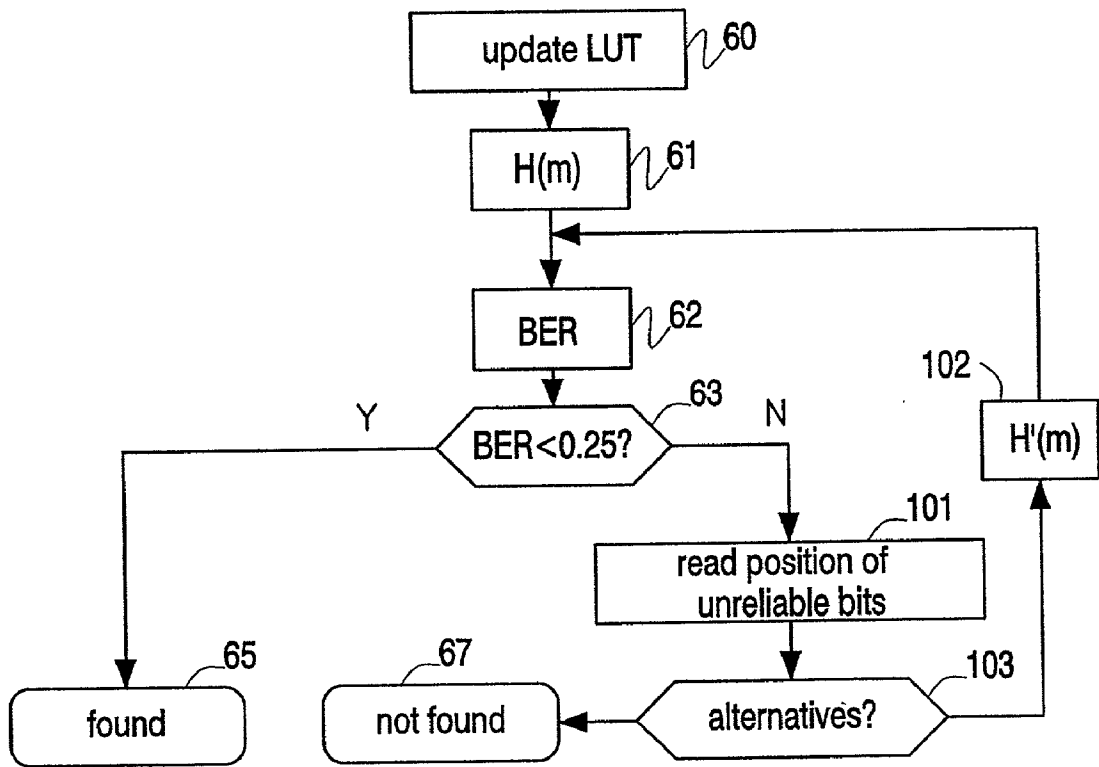 update LUT
60
H(m)
61
BER
62
102
63
Y
N
BER<0.25?
H'(m)
101
read position of
unreliable bits
65
67
103
found
not found
alternatives?